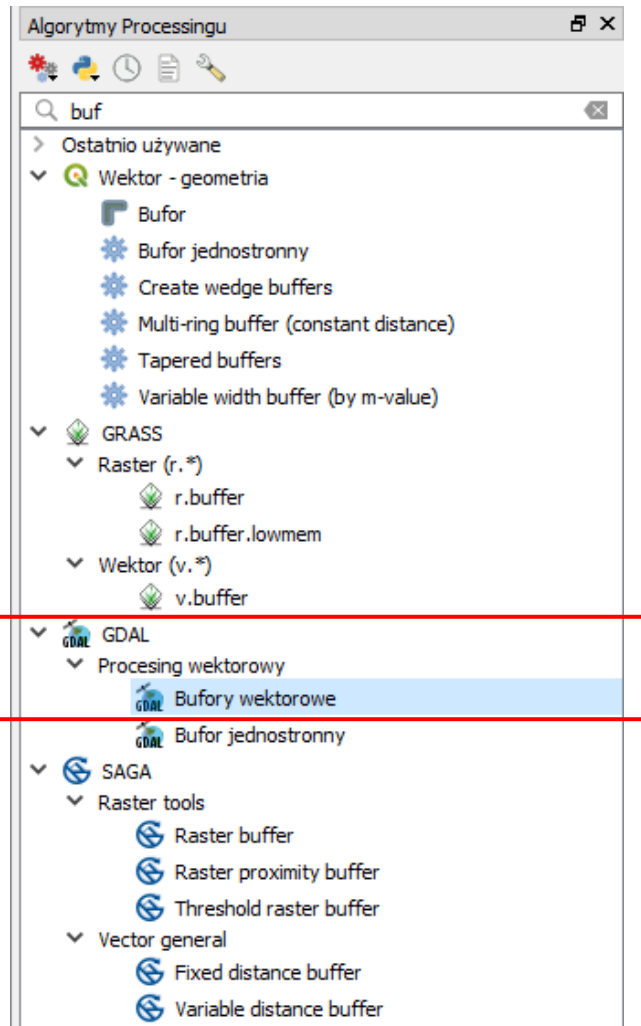 Algorytmy Processingu
buf
Ostatnio używane
Wektor - geometria
Bufor
Bufor jednostronny
Create wedge buffers
Multi-ring buffer (constant distance)
Tapered buffers
Variable width buffer (by m-value)
GRASS
Raster (r.*)
r.buffer
r.buffer.lowmem
Wektor (v.*)
v.buffer
GDAL GDAL
Procesing wektorowy
GDAL Bufory wektorowe
GDAL Bufor jednostronny
SAGA
Raster tools
Raster buffer
Raster proximity buffer
Threshold raster buffer
Vector general
Fixed distance buffer
Variable distance buffer